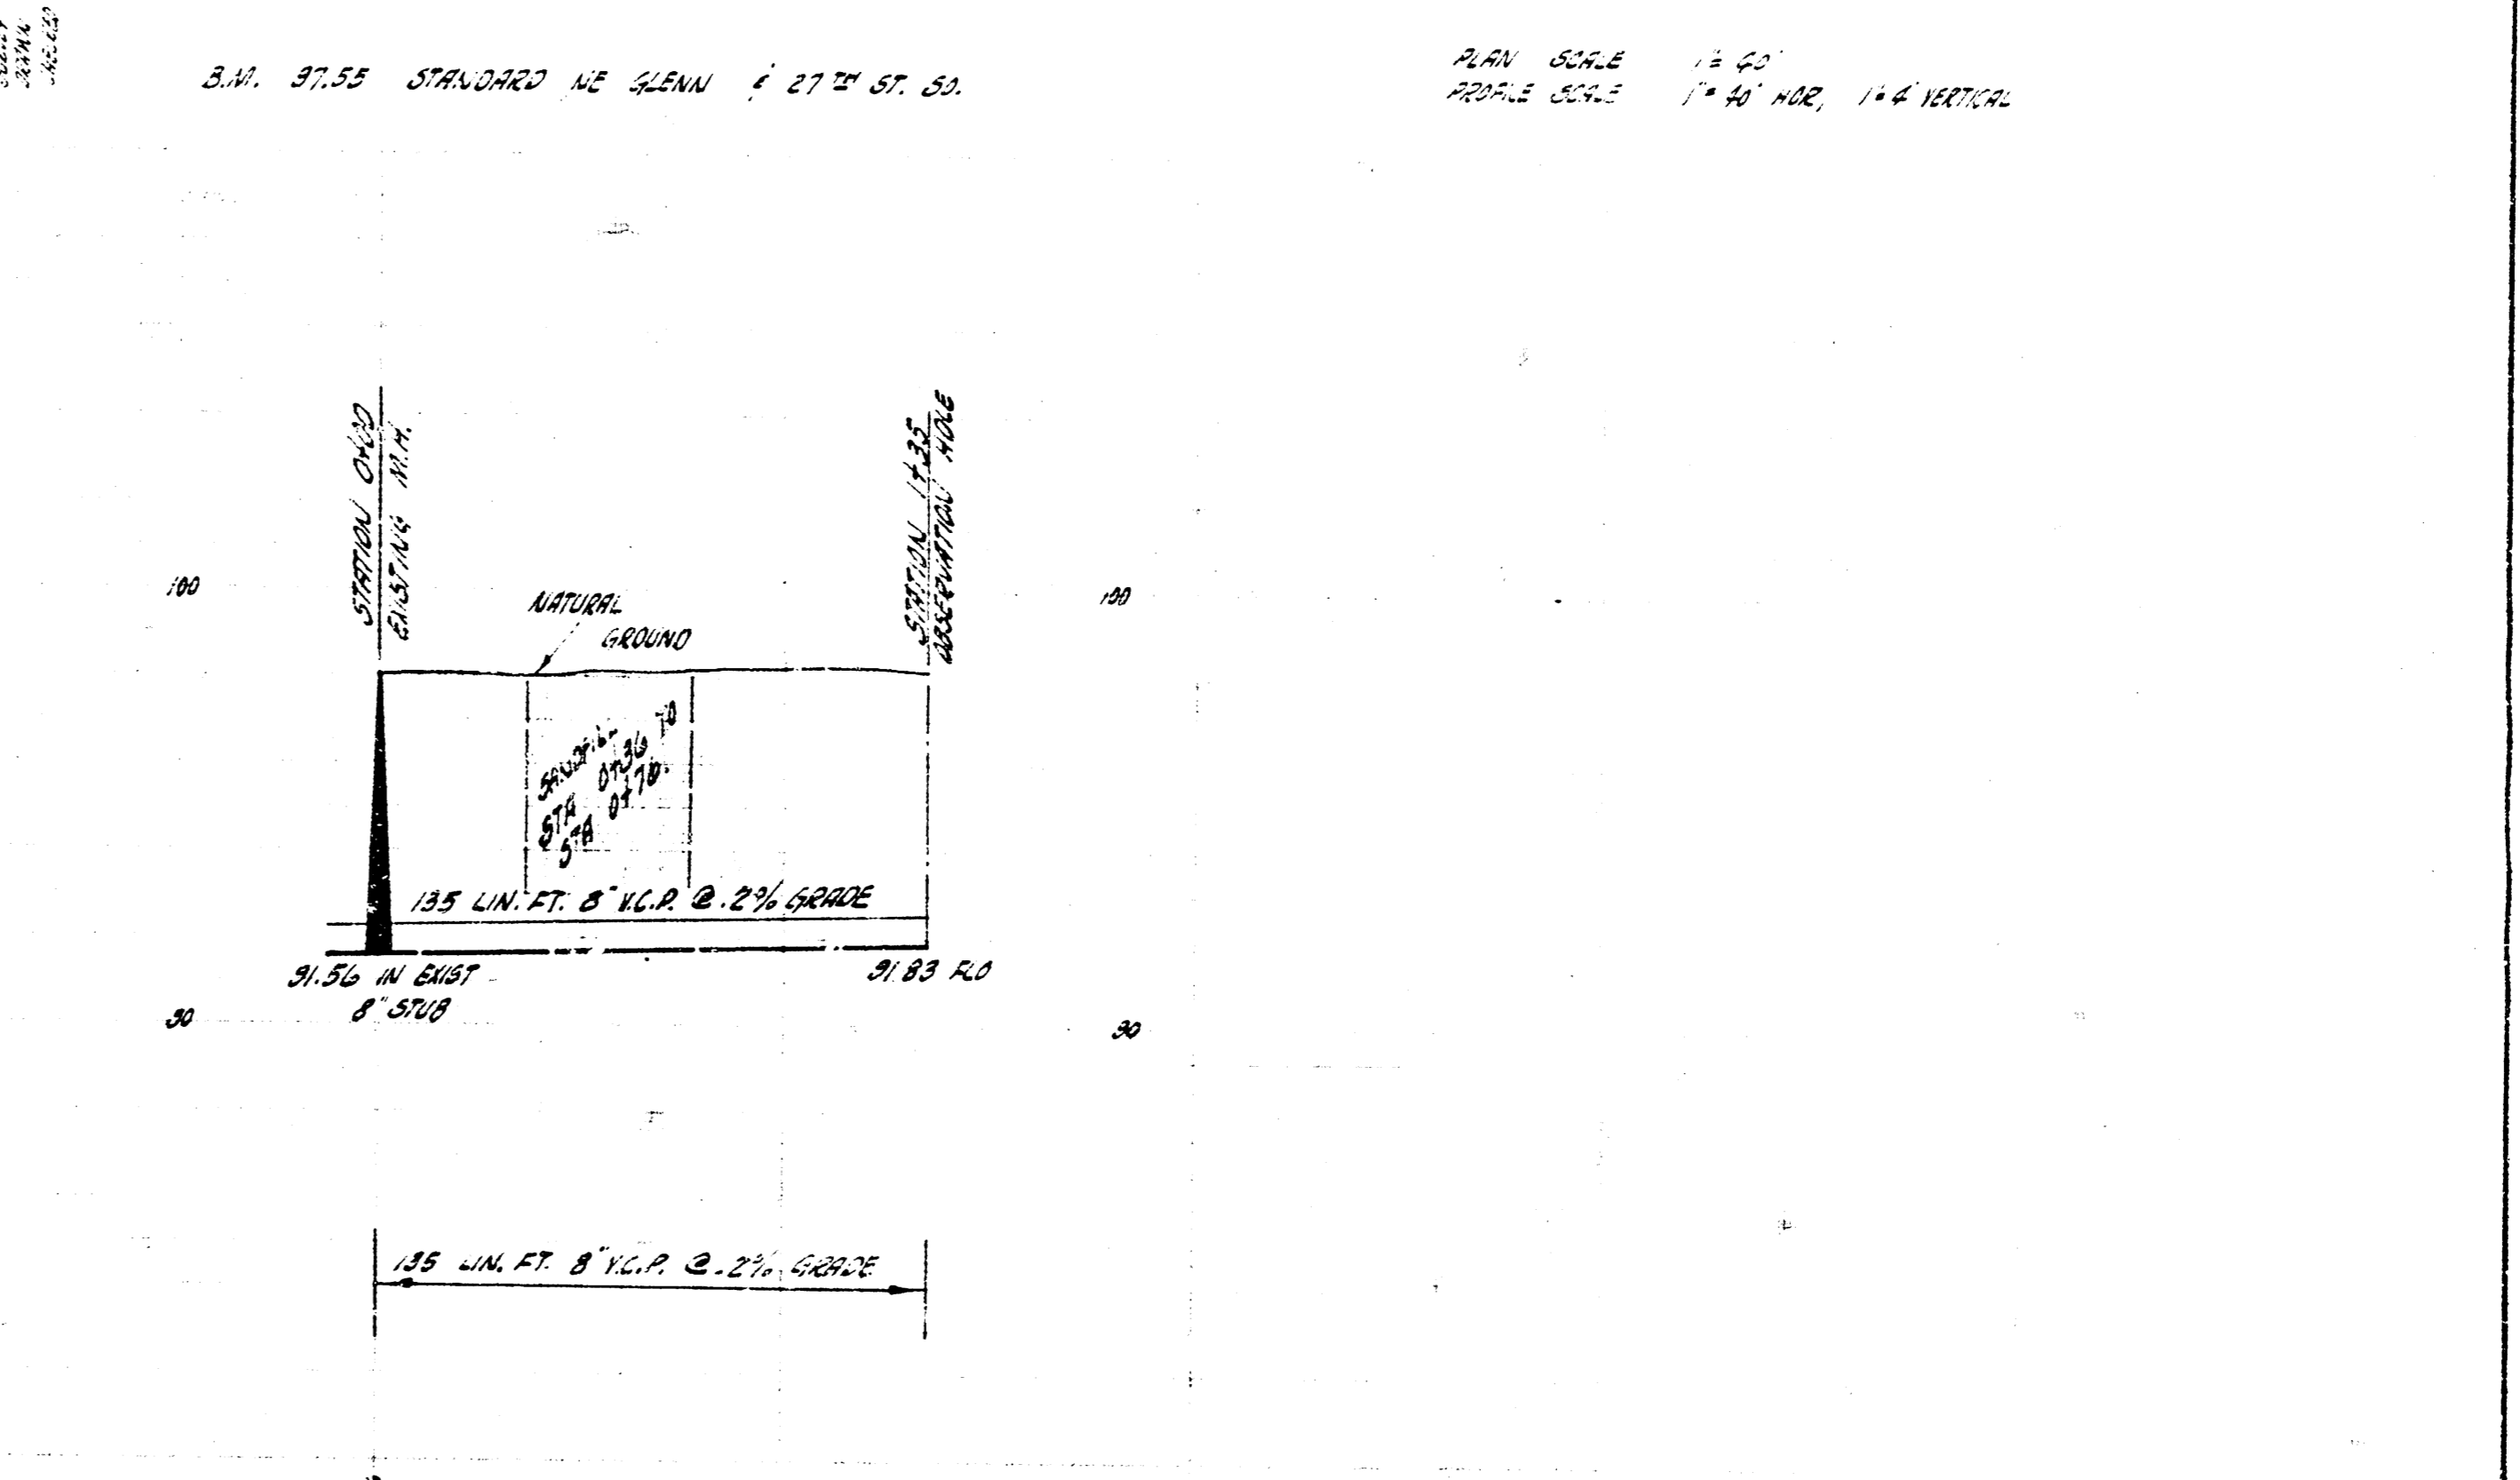 B.M. 97.55 STANDARD NE GLENN & 27TH ST. SO.
PLAN SCALE 1"= 40'
PROFILE SCALE 1"= 40' HOR, 1"= 4' VERTICAL
STATION 0+00
EXISTING M.H.
STATION 1+35
OBSERVATION HOLE
100
100
NATURAL
GROUND
SANDFILL
STA 0+36 TO
STA 0+70.
135 LIN. FT. 8" V.C.P. @ .2% GRADE
91.56 IN EXIST
8" STUB
91.83 FLO
90
90
135 LIN. FT. 8" V.C.P. @ .2% GRADE